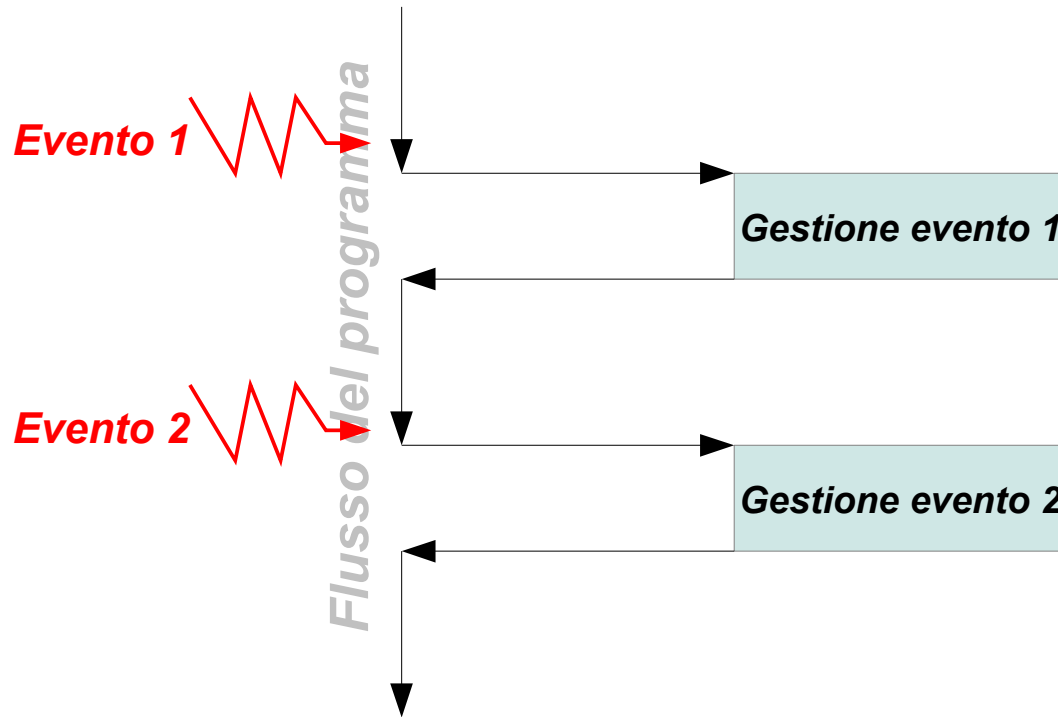 Evento 1
Flusso del programma
Gestione evento 1
Evento 2
Gestione evento 2